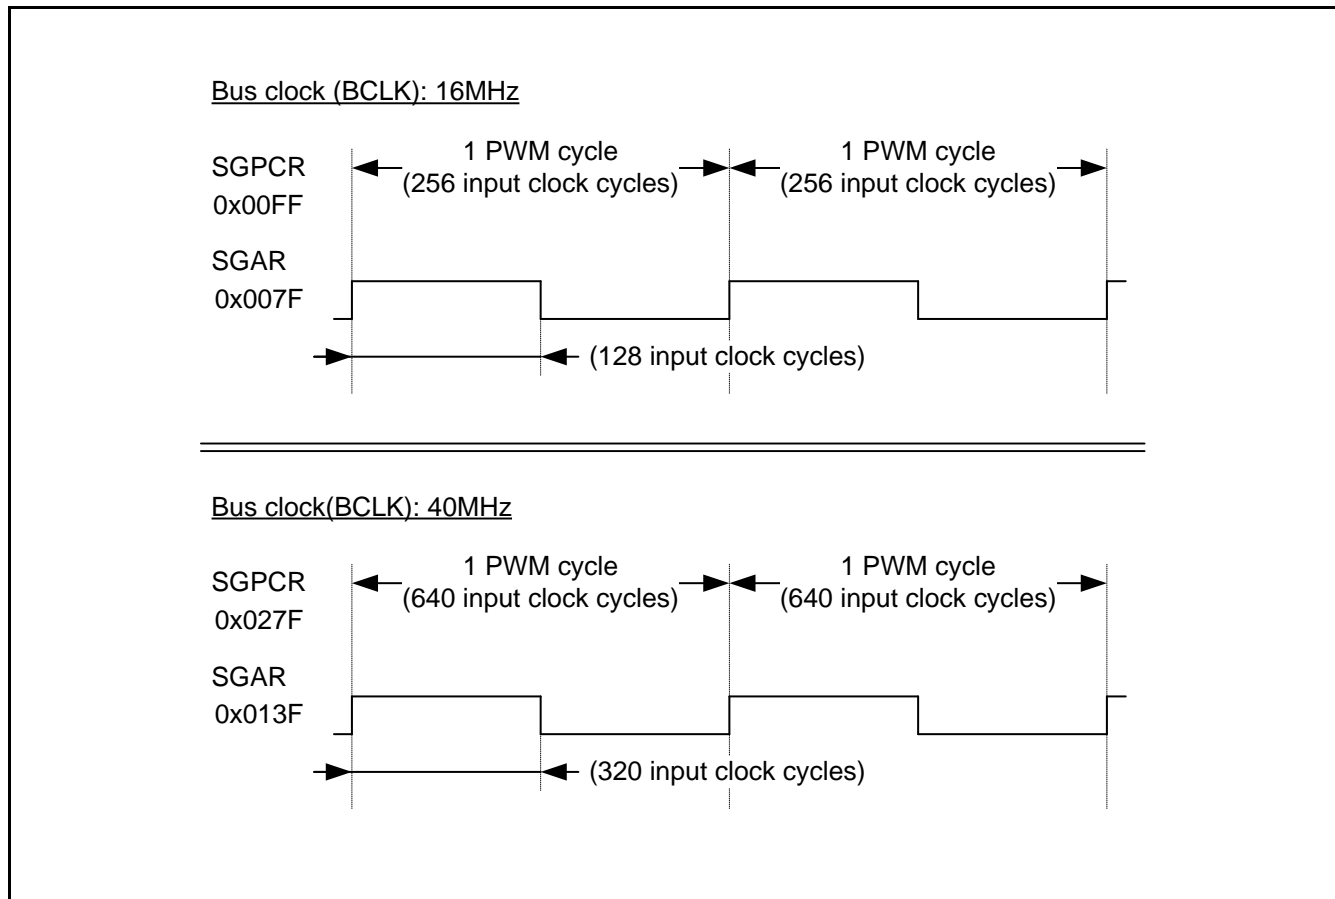 Bus clock (BCLK): 16MHz
SGPCR
0x00FF
1 PWM cycle
(256 input clock cycles)
1 PWM cycle
(256 input clock cycles)
SGAR
0x007F
(128 input clock cycles)
Bus clock(BCLK): 40MHz
SGPCR
0x027F
1 PWM cycle
(640 input clock cycles)
1 PWM cycle
(640 input clock cycles)
SGAR
0x013F
(320 input clock cycles)